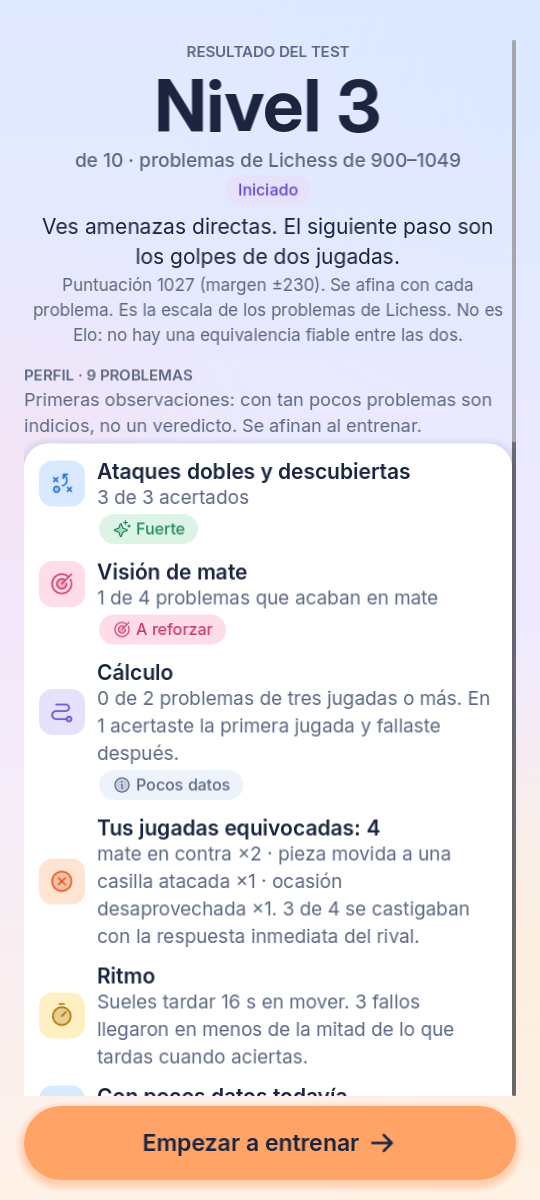 RESULTADO DEL TEST
Nivel 3
de 10 · problemas de Lichess de 900–1049
Iniciado
Ves amenazas directas. El siguiente paso son
los golpes de dos jugadas.
Puntuación 1027 (margen ±230). Se afina con cada
problema. Es la escala de los problemas de Lichess. No es
Elo: no hay una equivalencia fiable entre las dos.
PERFIL · 9 PROBLEMAS
Primeras observaciones: con tan pocos problemas son
indicios, no un veredicto. Se afinan al entrenar.
Ataques dobles y descubiertas
3 de 3 acertados
Fuerte
Visión de mate
1 de 4 problemas que acaban en mate
A reforzar
Cálculo
0 de 2 problemas de tres jugadas o más. En
1 acertaste la primera jugada y fallaste
después.
Pocos datos
Tus jugadas equivocadas: 4
mate en contra ×2 · pieza movida a una
casilla atacada ×1 · ocasión
desaprovechada ×1. 3 de 4 se castigaban
con la respuesta inmediata del rival.
Ritmo
Sueles tardar 16 s en mover. 3 fallos
llegaron en menos de la mitad de lo que
tardas cuando aciertas.
Con pocos datos todavía
Empezar a entrenar →